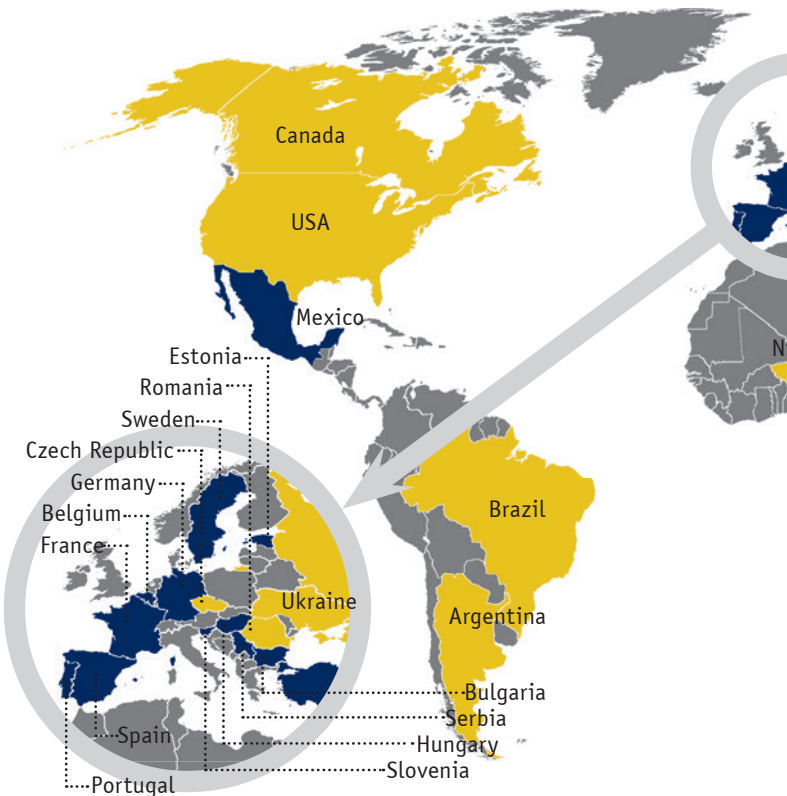 Canada
USA
Mexico
Estonia
Romania
Sweden
Czech Republic
Germany
Belgium
France
Ukraine
Brazil
Argentina
Bulgaria
Serbia
Hungary
Slovenia
Spain
Portugal